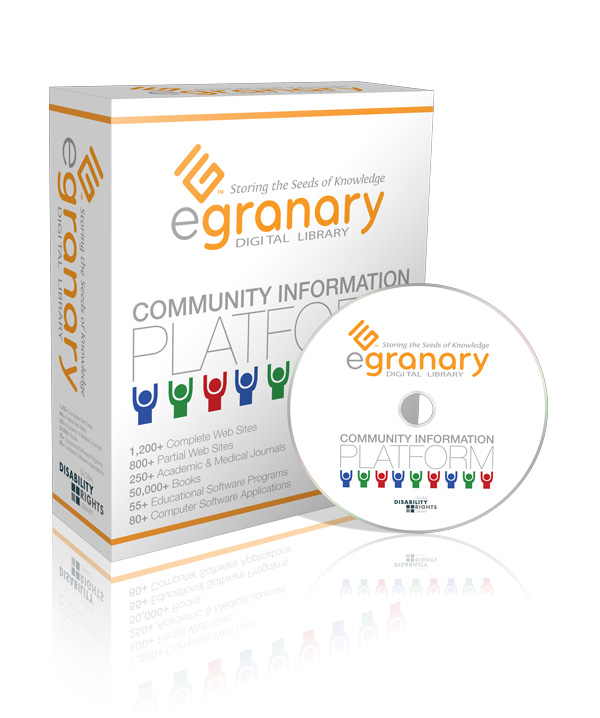 egranary
Storing the Seeds of Knowledge
egranary
DIGITAL LIBRARY
COMMUNITY INFORMATION
PLATFOR
1,200+ Complete Web Sites
800+ Partial Web Sites
250+ Academic & Medical Journals
50,000+ Books
55+ Educational Software Programs
80+ Computer Software Applications
Storing the Seeds of Knowledge
egranary
DIGITAL LIBRARY
DISABILITY
RIGHTS
Storing the Seeds of Knowledge
egranary
DIGITAL LIBRARY
COMMUNITY INFORMATION
PLATFORM
DISABILITY
RIGHTS